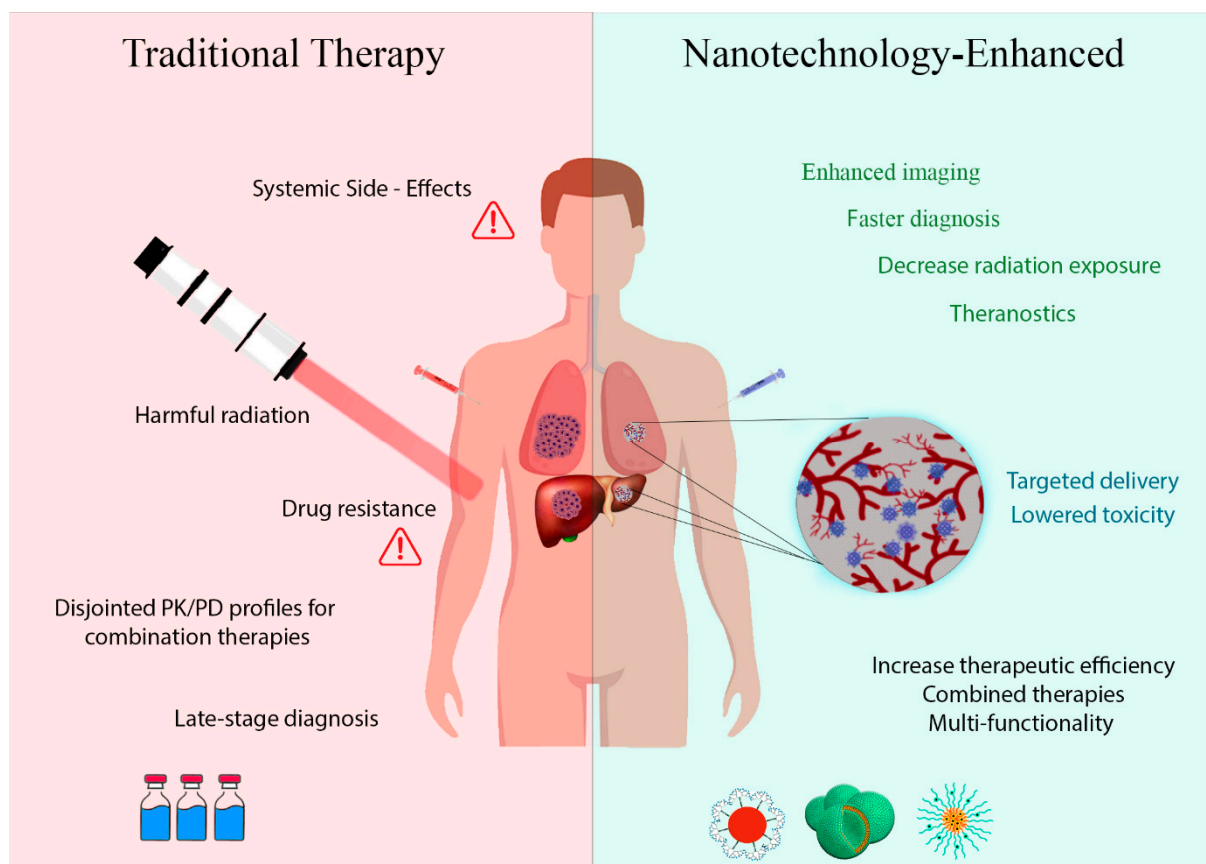 Traditional Therapy
Nanotechnology-Enhanced
Systemic Side - Effects
Harmful radiation
Drug resistance
Disjointed PK/PD profiles for
combination therapies
Late-stage diagnosis
Enhanced imaging
Faster diagnosis
Decrease radiation exposure
Theranostics
Targeted delivery
Lowered toxicity
Increase therapeutic efficiency
Combined therapies
Multi-functionality